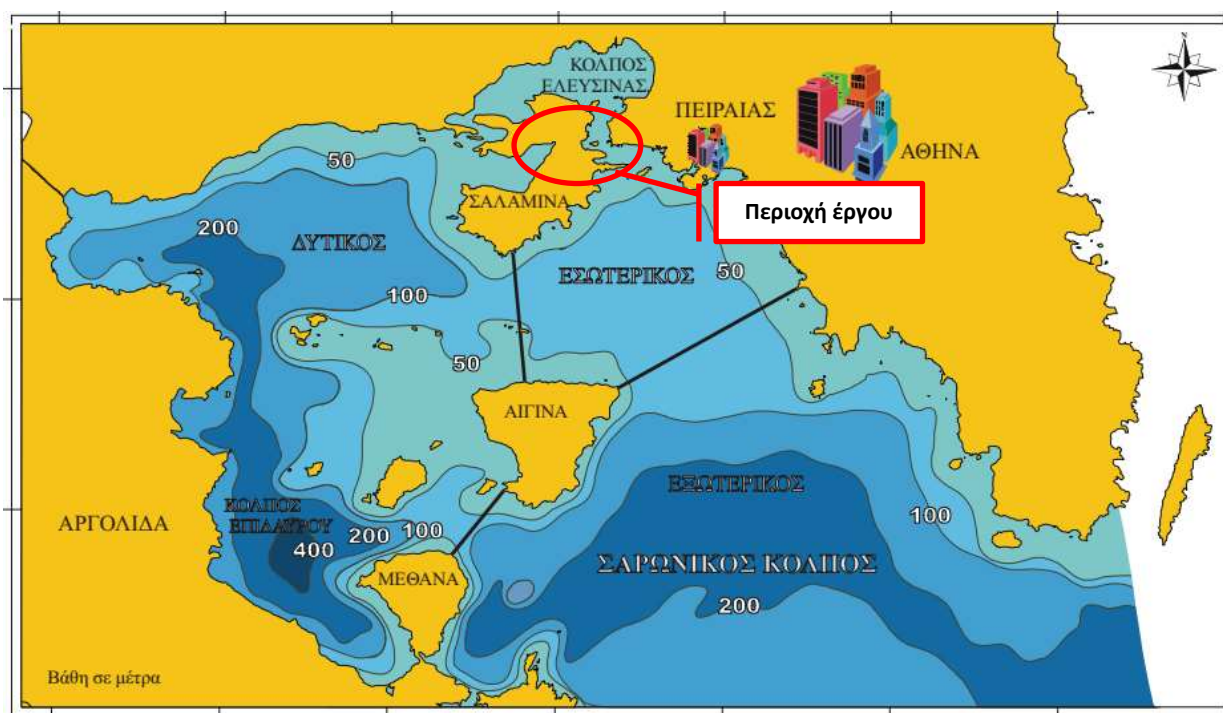 N
ΚΟΛΠΟΣ
ΕΛΕΥΣΙΝΑΣ
ΠΕΙΡΑΙΑΣ
ΑΘΗΝΑ
50
ΣΑΛΑΜΙΝΑ
Περιοχή έργου
200
ΔΥΤΙΚΟΣ
ΕΣΩΤΕΡΙΚΟΣ
50
100
50
ΑΙΓΙΝΑ
ΕΞΩΤΕΡΙΚΟΣ
ΚΟΛΠΟΣ
ΕΠΙΔΑΥΡΟΥ
ΑΡΓΟΛΙΔΑ
100
200
100
400
ΣΑΡΩΝΙΚΟΣ ΚΟΛΠΟΣ
ΜΕΘΑΝΑ
200
Βάθη σε μέτρα